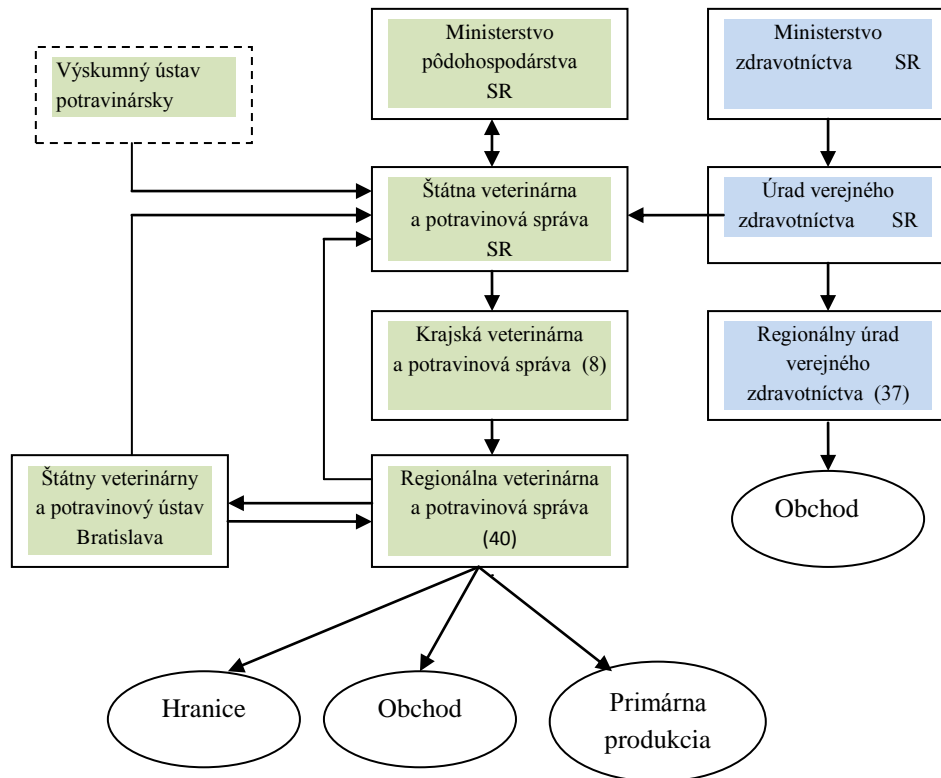 Výskumný ústav
potravinársky
Ministerstvo
pôdohospodárstva
SR
Ministerstvo
zdravotníctva SR
Štátna veterinárna
a potravinová správa
SR
Úrad verejného
zdravotníctva SR
Krajská veterinárna
a potravinová správa (8)
Regionálny úrad
verejného
zdravotníctva (37)
Štátny veterinárny
a potravinový ústav
Bratislava
Regionálna veterinárna
a potravinová správa
(40)
Obchod
Hranice
Obchod
Primárna
produkcia